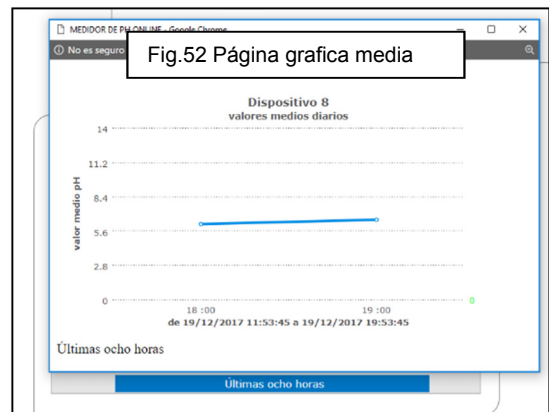 MEDIDOR DE PH ONLINE - Google Chrome
No es seguro
Fig.52 Página grafica media
Dispositivo 8
valores medios diarios
14
11.2
8.4
5.6
2.8
0
valor medio pH
0
18 :00
19 :00
de 19/12/2017 11:53:45 a 19/12/2017 19:53:45
Últimas ocho horas
Últimas ocho horas